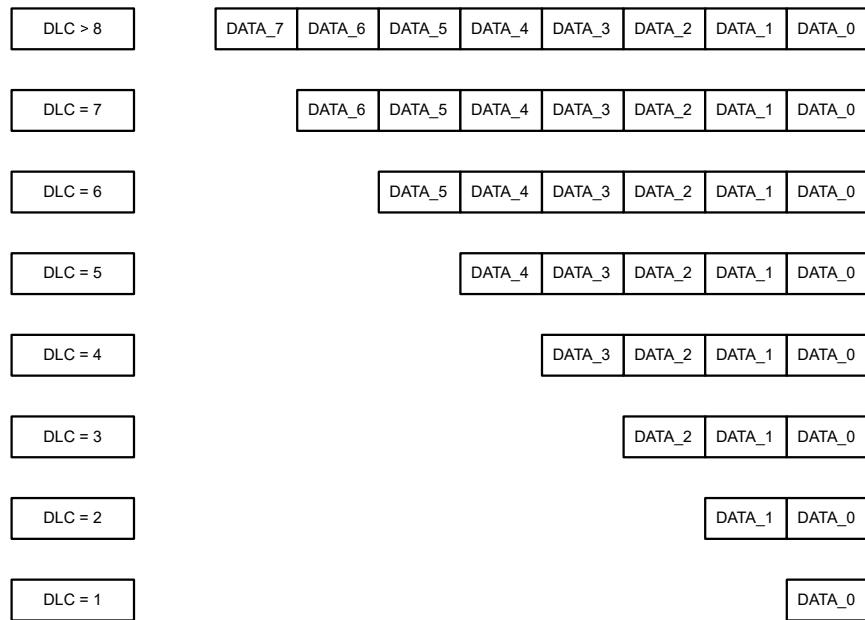 DLC > 8 DATA_7 DATA_6 DATA_5 DATA_4 DATA_3 DATA_2 DATA_1 DATA_0
DLC = 7 DATA_6 DATA_5 DATA_4 DATA_3 DATA_2 DATA_1 DATA_0
DLC = 6 DATA_5 DATA_4 DATA_3 DATA_2 DATA_1 DATA_0
DLC = 5 DATA_4 DATA_3 DATA_2 DATA_1 DATA_0
DLC = 4 DATA_3 DATA_2 DATA_1 DATA_0
DLC = 3 DATA_2 DATA_1 DATA_0
DLC = 2 DATA_1 DATA_0
DLC = 1 DATA_0